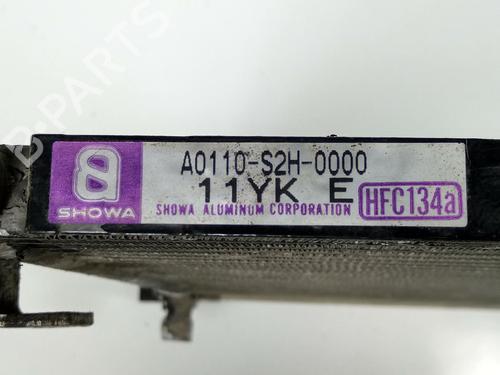 B-PARTS
A0110-S2H-0000
11YK E
SHOWA
SHOWA ALUMINUM CORPORATION
HFC134a